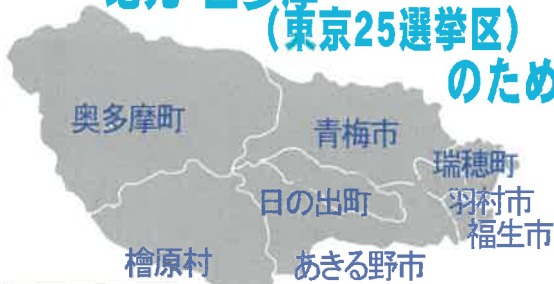 (東京25選挙区)
のため
奥多摩町
青梅市
瑞穂町
日の出町
羽村市
福生市
檜原村
あきる野市